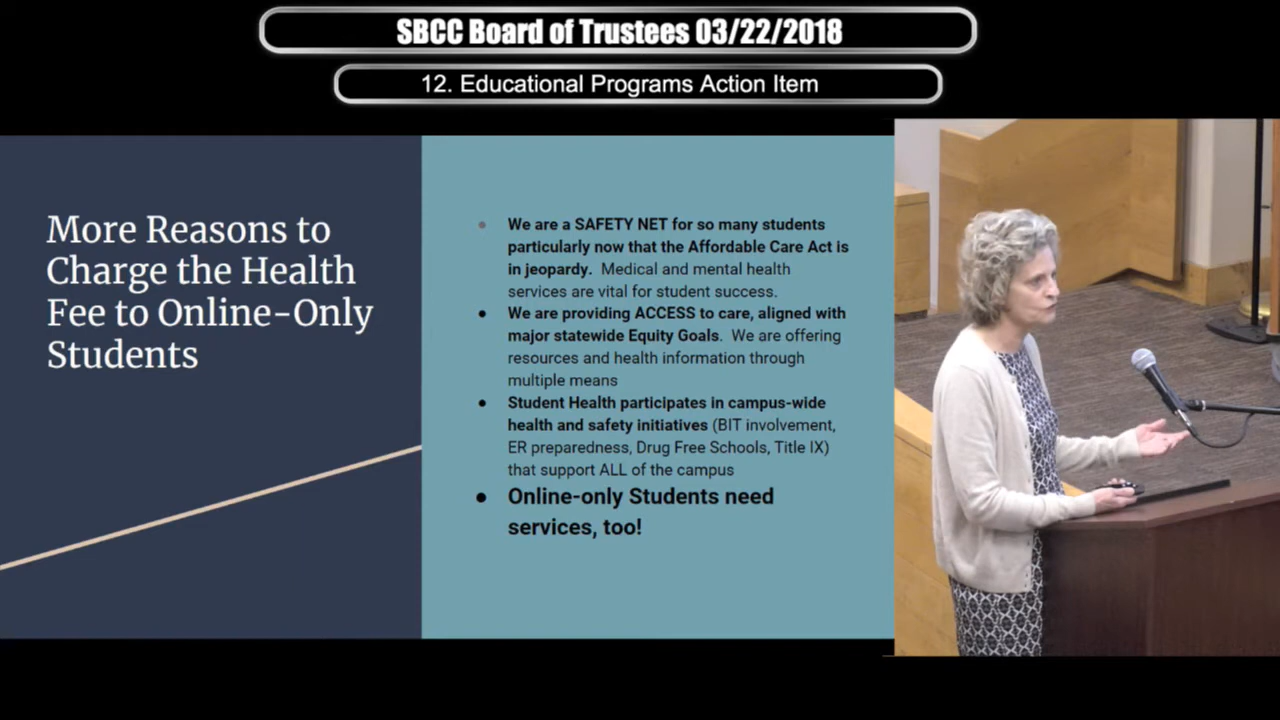 SBCC Board of Trustees 03/22/2018
12. Educational Programs Action Item
More Reasons to
Charge the Health
Fee to Online-Only
Students
• We are a SAFETY NET for so many students
particularly now that the Affordable Care Act is
in jeopardy. Medical and mental health
services are vital for student success.
• We are providing ACCESS to care, aligned with
major statewide Equity Goals. We are offering
resources and health information through
multiple means
• Student Health participates in campus-wide
health and safety initiatives (BIT involvement,
ER preparedness, Drug Free Schools, Title IX)
that support ALL of the campus
• Online-only Students need
services, too!